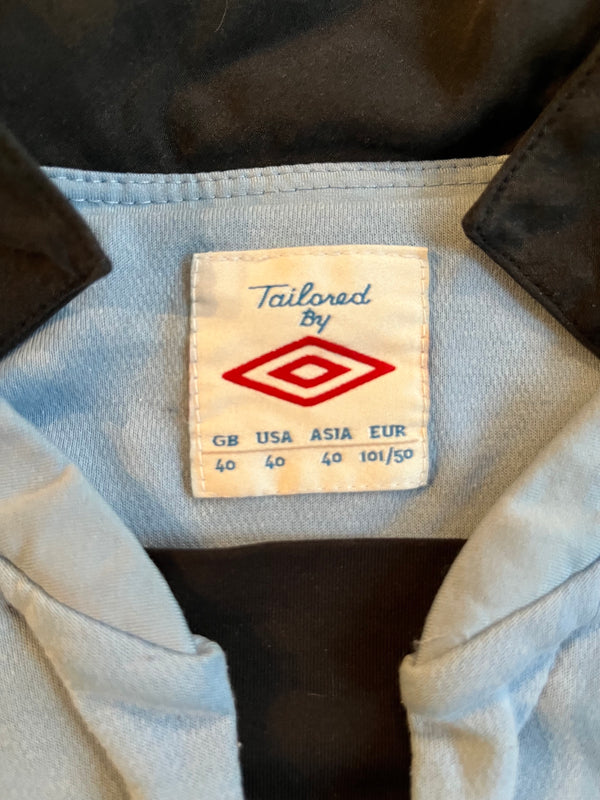 Tailored
By
GB USA ASIA EUR
40 40 40 101/50